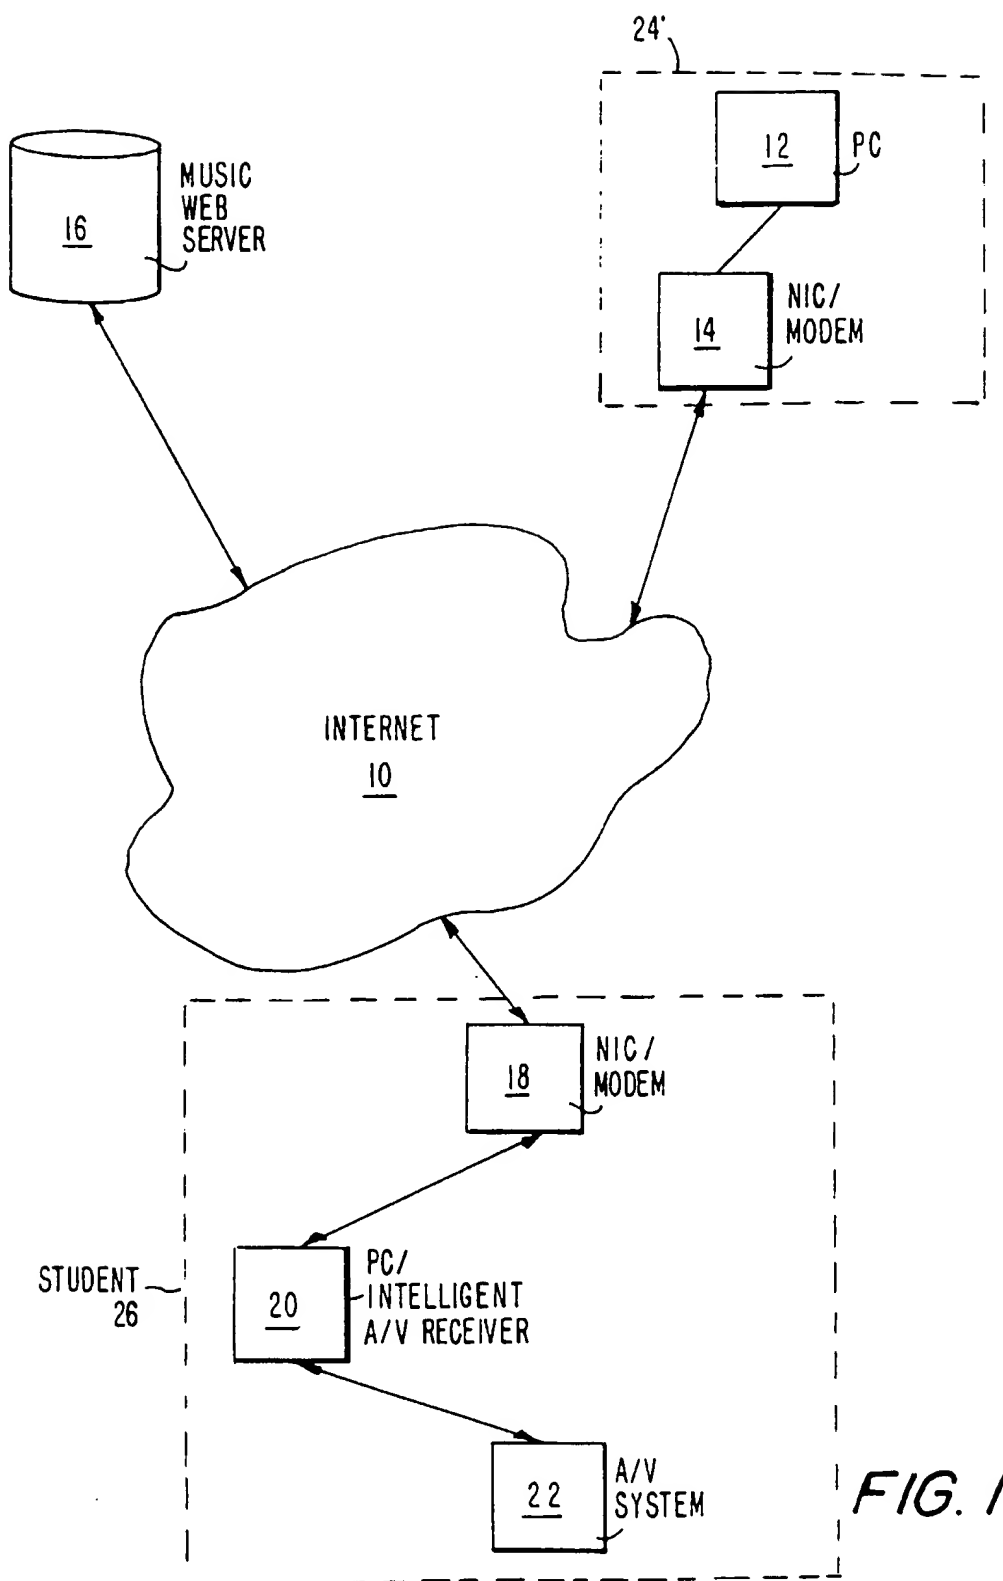 24'
12
PC
MUSIC
WEB
SERVER
16
NIC/
MODEM
14
INTERNET
10
18
NIC/
MODEM
STUDENT
26
20
PC/
INTELLIGENT
A/V RECEIVER
22
A/V
SYSTEM
FIG. 1